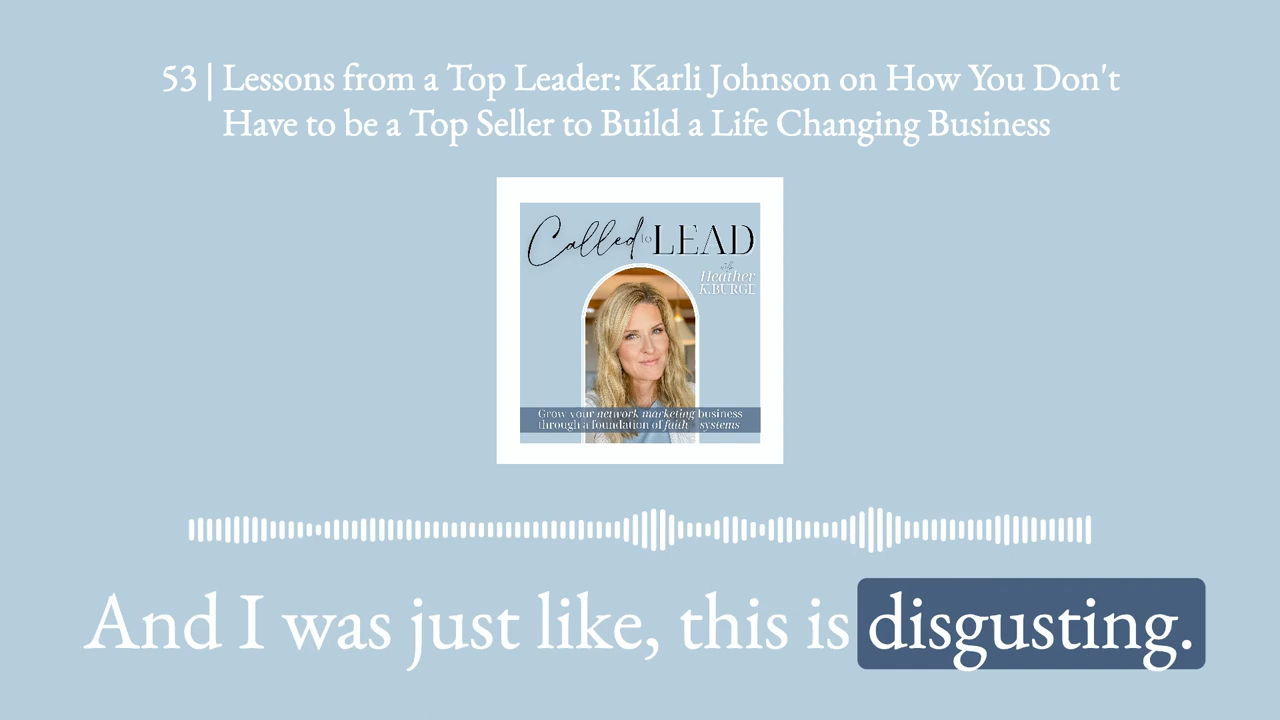 53 | Lessons from a Top Leader: Karli Johnson on How You Don't
Have to be a Top Seller to Build a Life Changing Business
Called to LEAD
with
Heather
K.BURGE
Grow your network marketing business
through a foundation of faith + systems
And I was just like, this is disgusting.